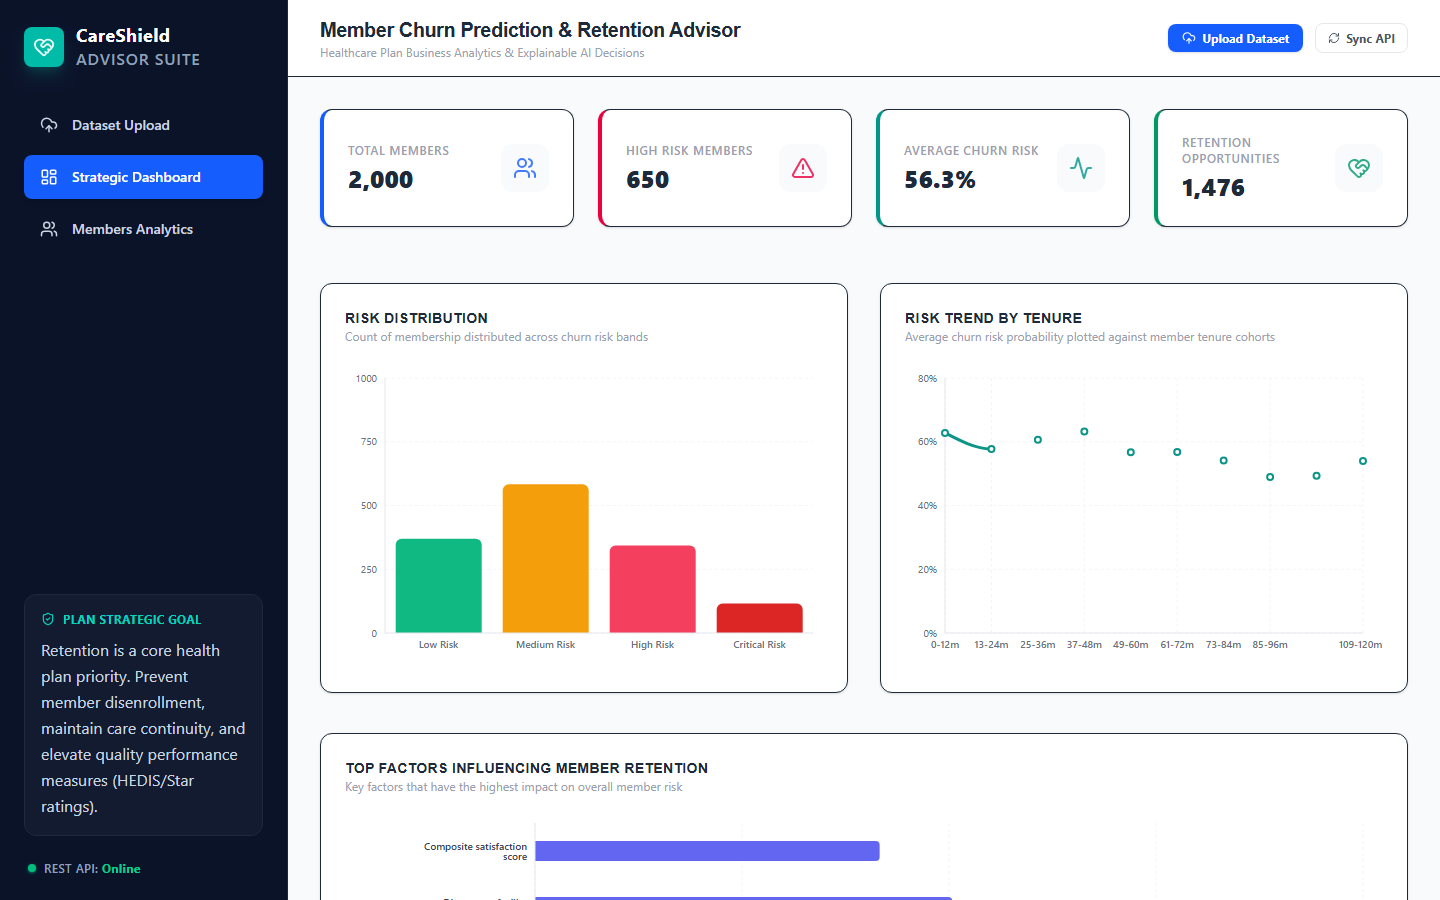 CareShield
ADVISOR SUITE
Dataset Upload
Strategic Dashboard
Members Analytics
PLAN STRATEGIC GOAL
Retention is a core health
plan priority. Prevent
member disenrollment,
maintain care continuity, and
elevate quality performance
measures (HEDIS/Star
ratings).
REST API: Online
Member Churn Prediction & Retention Advisor
Healthcare Plan Business Analytics & Explainable AI Decisions
Upload Dataset
Sync API
TOTAL MEMBERS
2,000
HIGH RISK MEMBERS
650
AVERAGE CHURN RISK
56.3%
RETENTION
OPPORTUNITIES
1,476
RISK DISTRIBUTION
Count of membership distributed across churn risk bands
1000
750
500
250
0
Low Risk
Medium Risk
High Risk
Critical Risk
RISK TREND BY TENURE
Average churn risk probability plotted against member tenure cohorts
80%
60%
40%
20%
0%
0-12m
13-24m
25-36m
37-48m
49-60m
61-72m
73-84m
85-96m
109-120m
TOP FACTORS INFLUENCING MEMBER RETENTION
Key factors that have the highest impact on overall member risk
Composite satisfaction
score